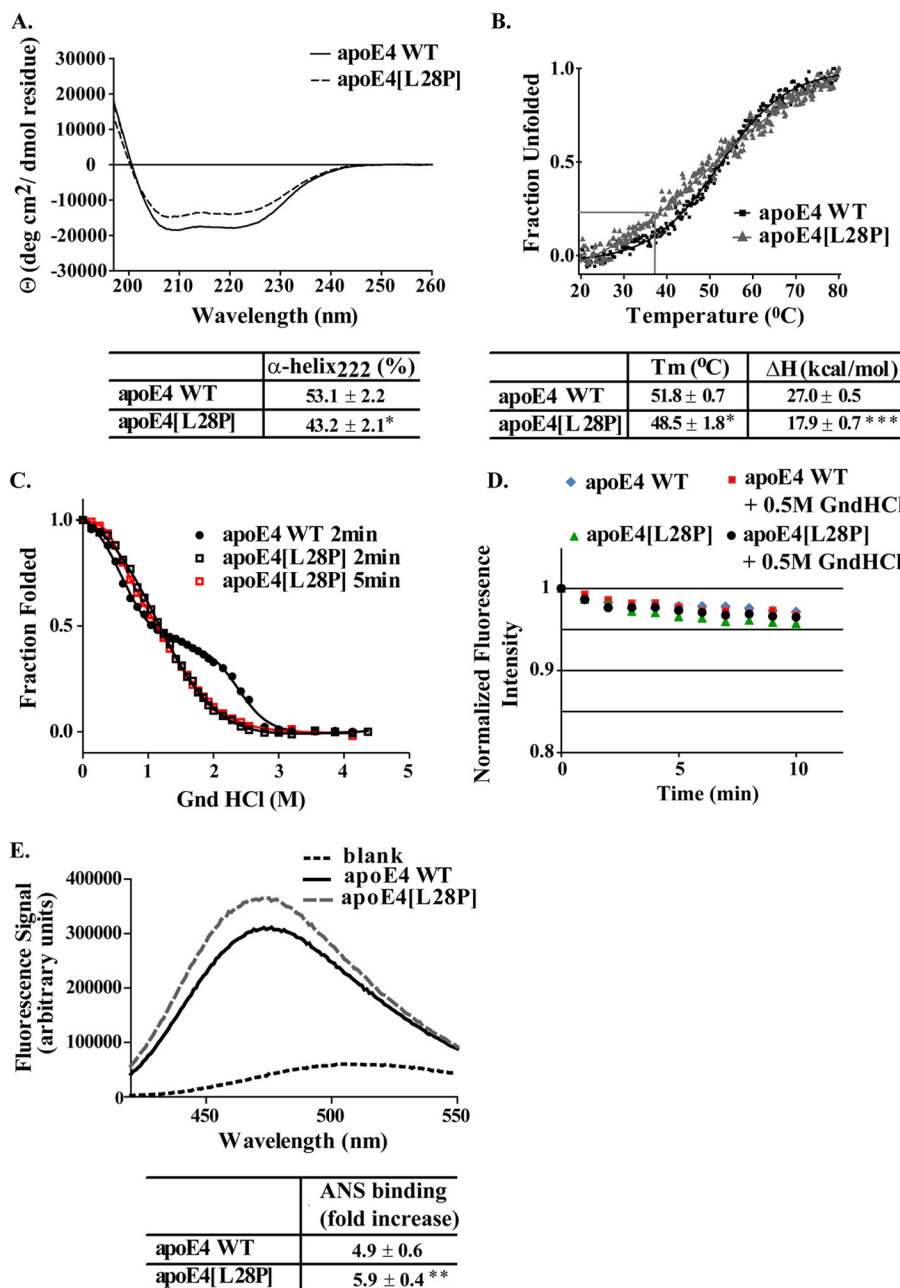 A.
apoE4 WT
apoE4[L28P]
Θ (deg cm2/ dmol residue)
30000
20000
10000
0
-10000
-20000
-30000
200 210 220 230 240 250 260
Wavelength (nm)
α-helix222 (%)
apoE4 WT 53.1 ± 2.2
apoE4[L28P] 43.2 ± 2.1*
B.
Fraction Unfolded
1.0
0.5
0.0
apoE4 WT
apoE4[L28P]
20 30 40 50 60 70 80
Temperature (0C)
Tm (0C) ΔH (kcal/mol)
apoE4 WT 51.8 ± 0.7 27.0 ± 0.5
apoE4[L28P] 48.5 ± 1.8* 17.9 ± 0.7 ***
C.
Fraction Folded
1.0
0.5
0.0
apoE4 WT 2min
apoE4[L28P] 2min
apoE4[L28P] 5min
0 1 2 3 4 5
Gnd HCl (M)
D.
apoE4 WT
apoE4 WT
+ 0.5M GndHCl
apoE4[L28P]
apoE4[L28P]
+ 0.5M GndHCl
Normalized Fluorescence
Intensity
1
0.9
0.8
0 5 10
Time (min)
E.
blank
apoE4 WT
apoE4[L28P]
Fluorescence Signal
(arbitrary units)
400000
300000
200000
100000
0
450 500 550
Wavelength (nm)
ANS binding
(fold increase)
apoE4 WT 4.9 ± 0.6
apoE4[L28P] 5.9 ± 0.4 **